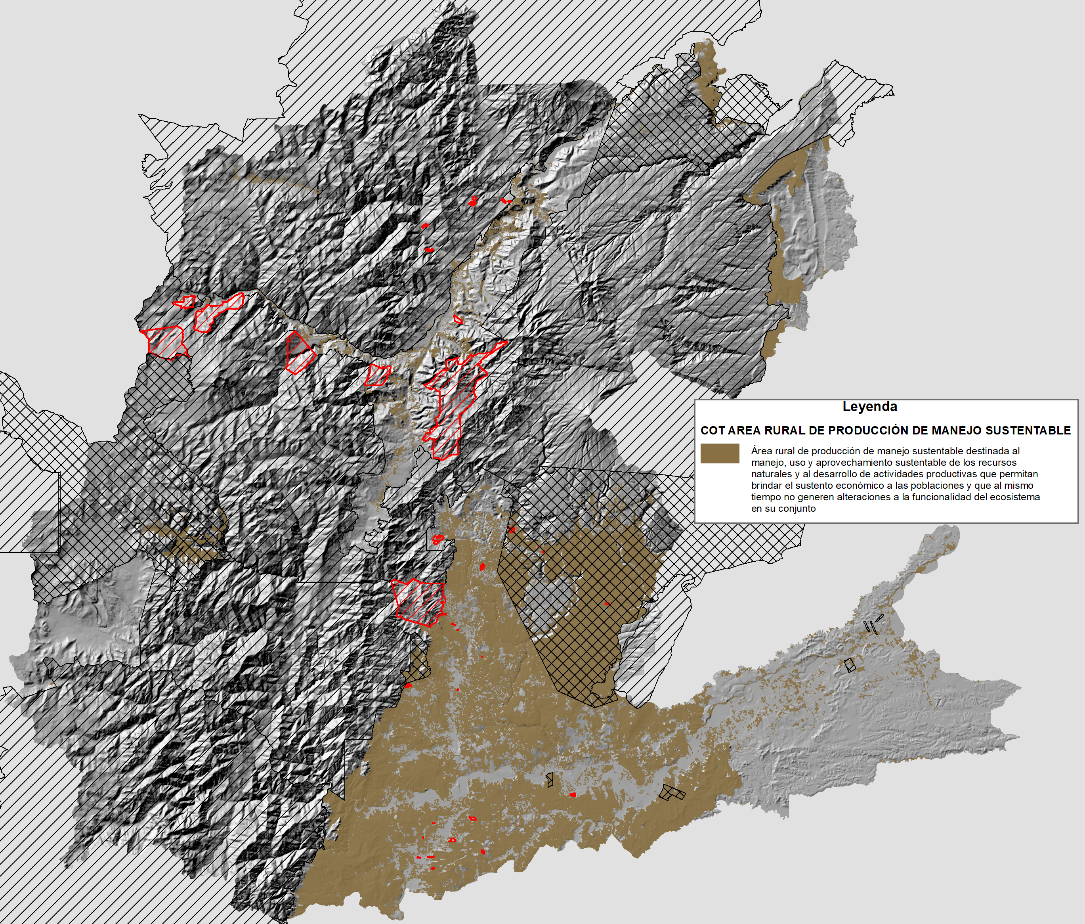 Leyenda
COT AREA RURAL DE PRODUCCIÓN DE MANEJO SUSTENTABLE
Área rural de producción de manejo sustentable destinada al
manejo, uso y aprovechamiento sustentable de los recursos
naturales y al desarrollo de actividades productivas que permitan
brindar el sustento económico a las poblaciones y que al mismo
tiempo no generen alteraciones a la funcionalidad del ecosistema
en su conjunto